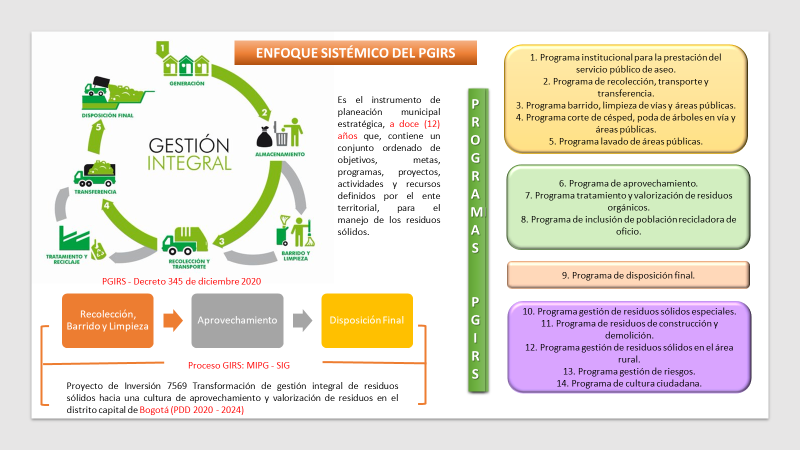 ENFOQUE SISTÉMICO DEL PGIRS
1
GENERACIÓN
2
ALMACENAMIENTO
BARRIDO Y
LIMPIEZA
3
RECOLECCIÓN Y
TRANSPORTE
TRATAMIENTO Y
RECICLAJE
4
TRANSFERENCIA
5
DISPOSICIÓN FINAL
GESTIÓN
INTEGRAL
PGIRS - Decreto 345 de diciembre 2020
Es el instrumento de
planeación municipal
estratégica, a doce (12)
años que, contiene un
conjunto ordenado de
objetivos, metas,
programas, proyectos,
actividades y recursos
definidos por el ente
territorial, para el
manejo de los residuos
sólidos.
Recolección,
Barrido y Limpieza
Aprovechamiento
Disposición Final
Proceso GIRS: MIPG - SIG
Proyecto de Inversión 7569 Transformación de gestión integral de residuos
sólidos hacia una cultura de aprovechamiento y valorización de residuos en el
distrito capital de Bogotá (PDD 2020 - 2024)
P
R
O
G
R
A
M
A
S
P
G
I
R
S
1. Programa institucional para la prestación del
servicio público de aseo.
2. Programa de recolección, transporte y
transferencia.
3. Programa barrido, limpieza de vías y áreas públicas.
4. Programa corte de césped, poda de árboles en vía y
áreas públicas.
5. Programa lavado de áreas públicas.
6. Programa de aprovechamiento.
7. Programa tratamiento y valorización de residuos
orgánicos.
8. Programa de inclusión de población recicladora de
oficio.
9. Programa de disposición final.
10. Programa gestión de residuos sólidos especiales.
11. Programa de residuos de construcción y
demolición.
12. Programa gestión de residuos sólidos en el área
rural.
13. Programa gestión de riesgos.
14. Programa de cultura ciudadana.